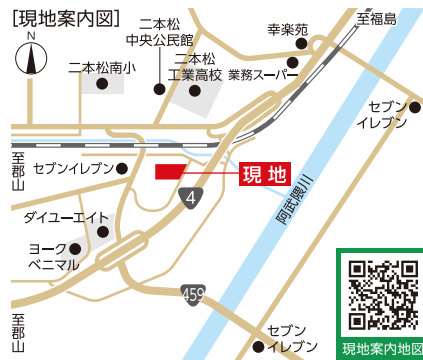 [現地案内図]
N
二本松
中央公民館
幸楽苑
至福島
二本松南小
二本松
工業高校
業務スーパー
セブン
イレブン
至郡山
セブンイレブン
現 地
4
阿武隈川
ダイユーエイト
ヨーク
ベニマル
459
至郡山
セブン
イレブン
現地案内地図